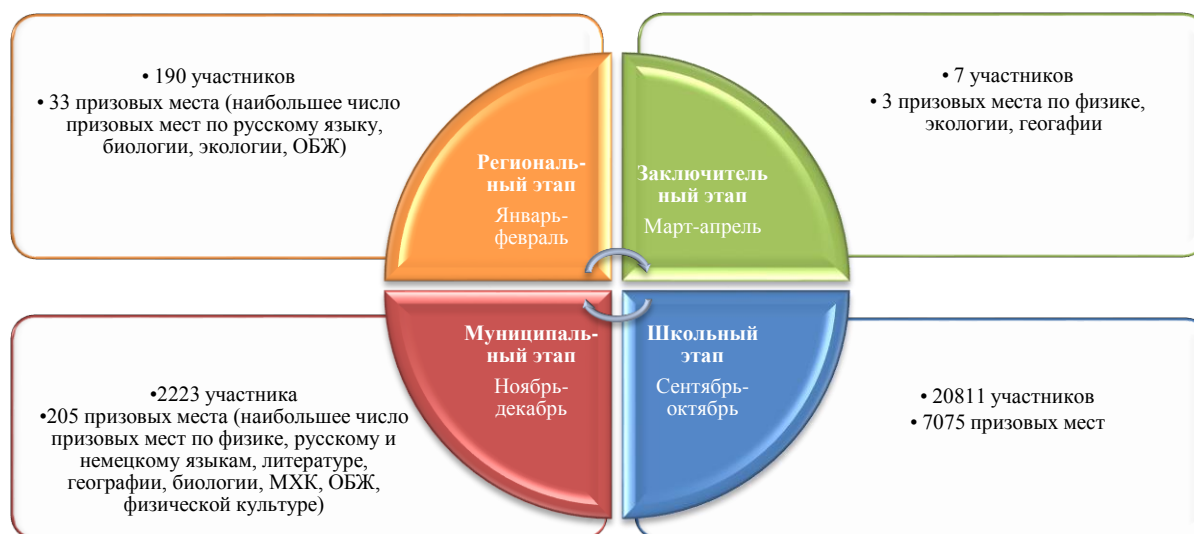 • 190 участников
• 33 призовых места (наибольшее число
призовых мест по русскому языку,
биологии, экологии, ОБЖ)
• 7 участников
• 3 призовых места по физике,
экологии, геогафии
Региональ-
ный этап
Январь-
февраль
Заключитель
ный этап
Март-апрель
Муниципаль-
ный этап
Ноябрь-
декабрь
Школьный
этап
Сентябрь-
октябрь
•2223 участника
•205 призовых места (наибольшее число
призовых мест по физике, русскому и
немецкому языкам, литературе,
географии, биологии, МХК, ОБЖ,
физической культуре)
• 20811 участников
• 7075 призовых мест